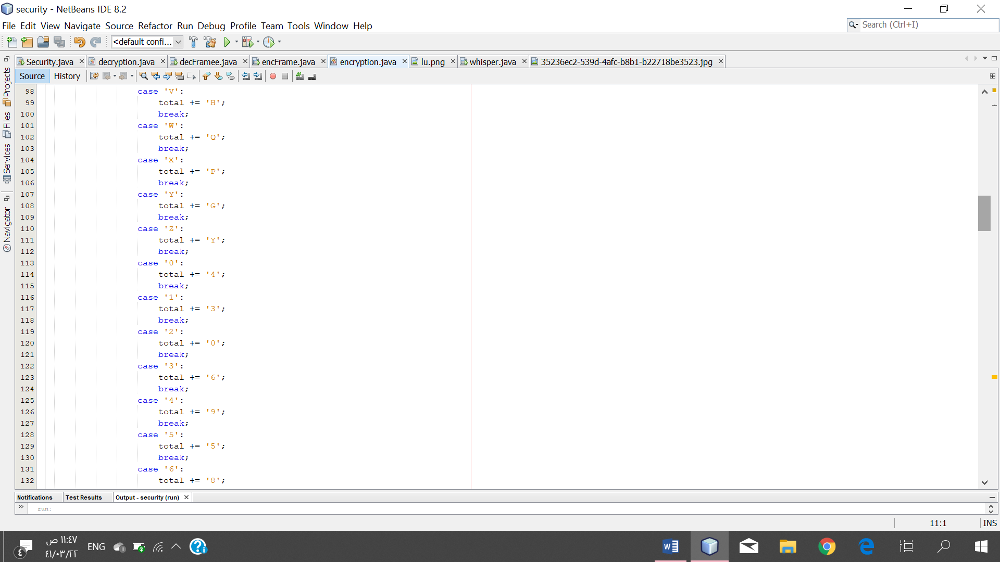 security - NetBeans IDE 8.2
File Edit View Navigate Source Refactor Run Debug Profile Team Tools Window Help
Search (Ctrl+I)
<default confi...
Security.java decryption.java decFramee.java encFrame.java encryption.java lu.png whisper.java 35236ec2-539d-4afc-b8b1-b22718be3523.jpg
Source History
Projects
Files
Services
Navigator
98 case 'V':
99 total += 'H';
100 break;
101 case 'W':
102 total += 'Q';
103 break;
104 case 'X':
105 total += 'P';
106 break;
107 case 'Y':
108 total += 'G';
109 break;
110 case 'Z':
111 total += 'Y';
112 break;
113 case '0':
114 total += '4';
115 break;
116 case '1':
117 total += '3';
118 break;
119 case '2':
120 total += '0';
121 break;
122 case '3':
123 total += '6';
124 break;
125 case '4':
126 total += '9';
127 break;
128 case '5':
129 total += '5';
130 break;
131 case '6':
132 total += '8';
Notifications Test Results Output - security (run)
run:
11:1 INS
١١:٤٧ ص
٤١/٠٣/٢٢
ENG
٤